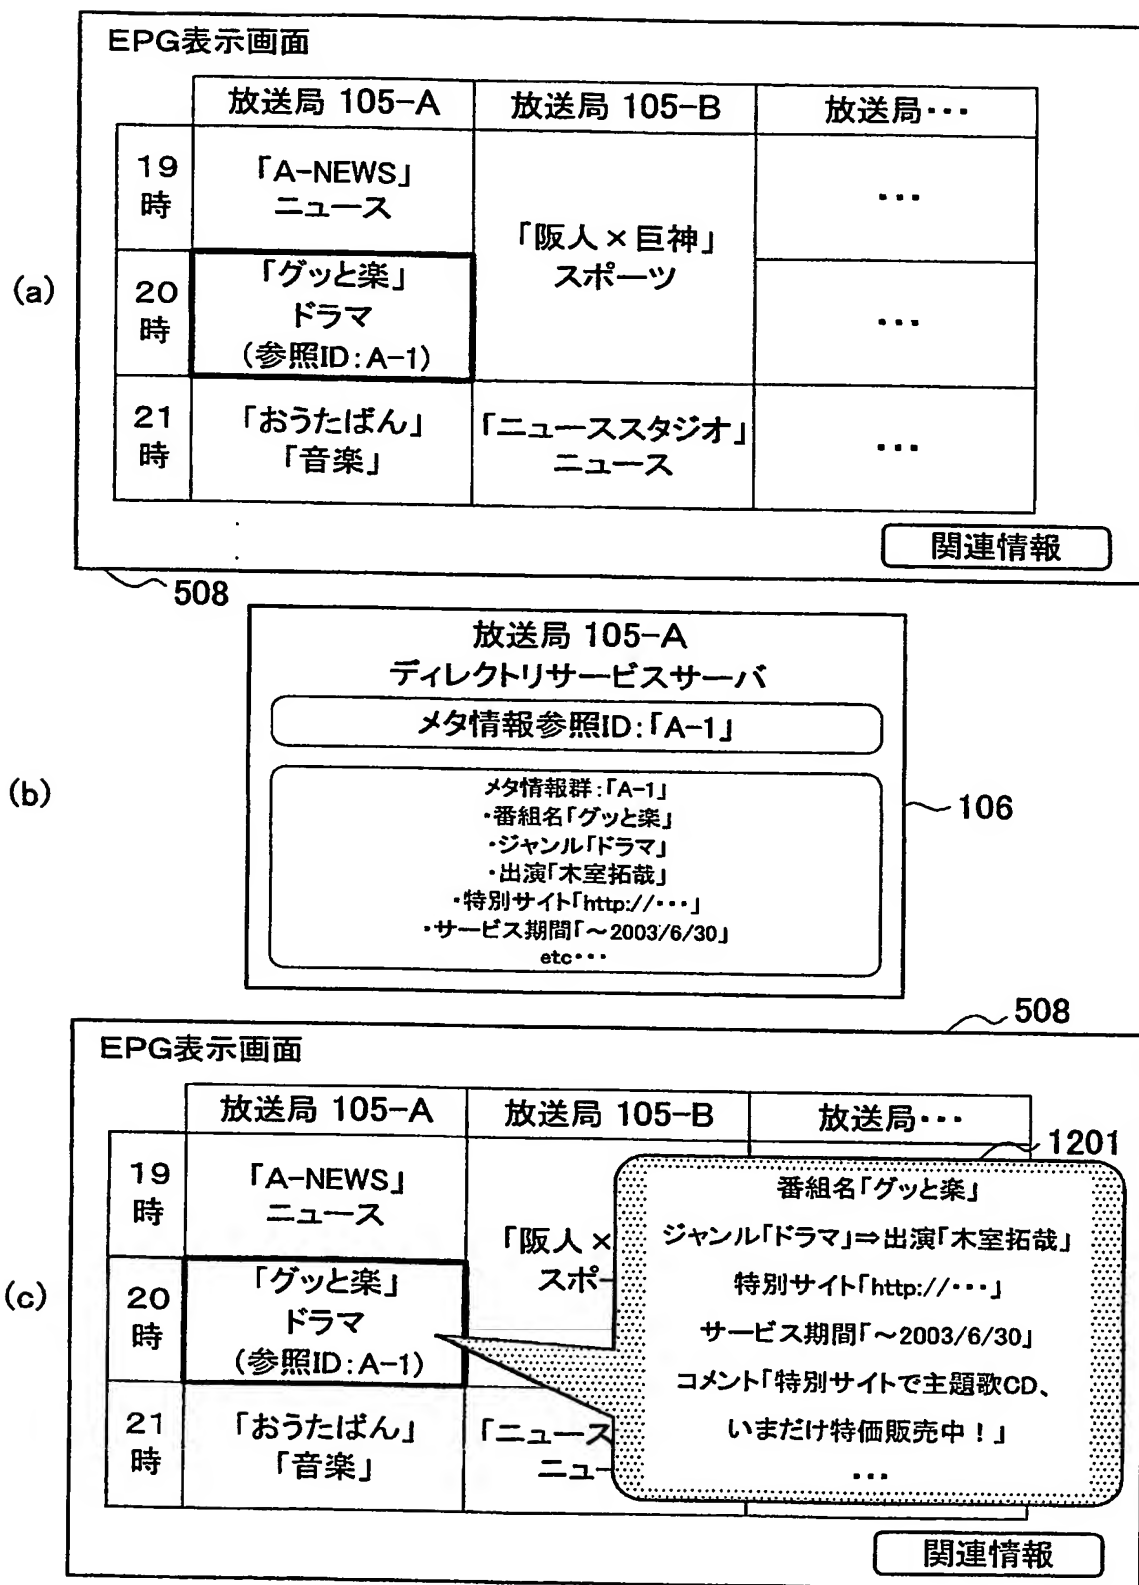 EPG表示画面
放送局 105-A
放送局 105-B
放送局・・・
19時
「A-NEWS」
ニュース
「阪人×巨神」
スポーツ
・・・
(a)
20時
「グッと楽」
ドラマ
(参照ID:A-1)
・・・
21時
「おうたばん」
「音楽」
「ニューススタジオ」
ニュース
・・・
関連情報
508
放送局 105-A
ディレクトリサービスサーバ
メタ情報参照ID:「A-1」
(b)
メタ情報群:「A-1」
・番組名「グッと楽」
・ジャンル「ドラマ」
・出演「木室拓哉」
・特別サイト「http://・・・」
・サービス期間「～2003/6/30」
etc・・・
106
508
EPG表示画面
放送局 105-A
放送局 105-B
放送局・・・
1201
19時
「A-NEWS」
ニュース
「阪人×
スポー
(c)
20時
「グッと楽」
ドラマ
(参照ID:A-1)
21時
「おうたばん」
「音楽」
「ニュース
ニュー
番組名「グッと楽」
ジャンル「ドラマ」⇒出演「木室拓哉」
特別サイト「http://・・・」
サービス期間「～2003/6/30」
コメント「特別サイトで主題歌CD、
いまだけ特価販売中！」
・・・
関連情報